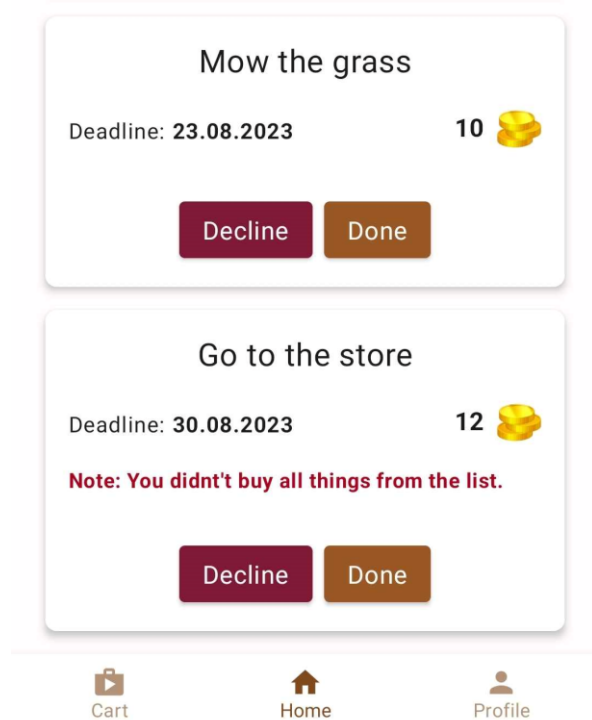 Mow the grass
Deadline: 23.08.2023 10
Decline Done
Go to the store
Deadline: 30.08.2023 12
Note: You didnt't buy all things from the list.
Decline Done
Cart Home Profile